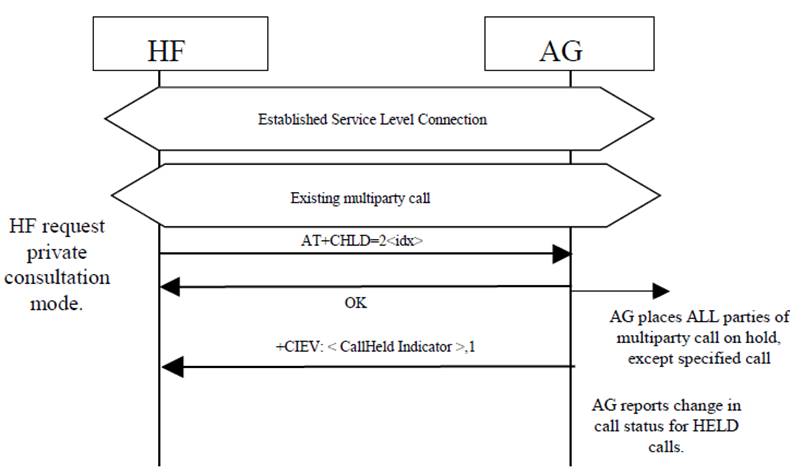 HF
AG
Established Service Level Connection
Existing multiparty call
HF request
private
consultation
mode.
AT+CHLD=2<idx>
OK
AG places ALL parties of
multiparty call on hold,
except specified call
+CIEV: < CallHeld Indicator >,1
AG reports change in
call status for HELD
calls.